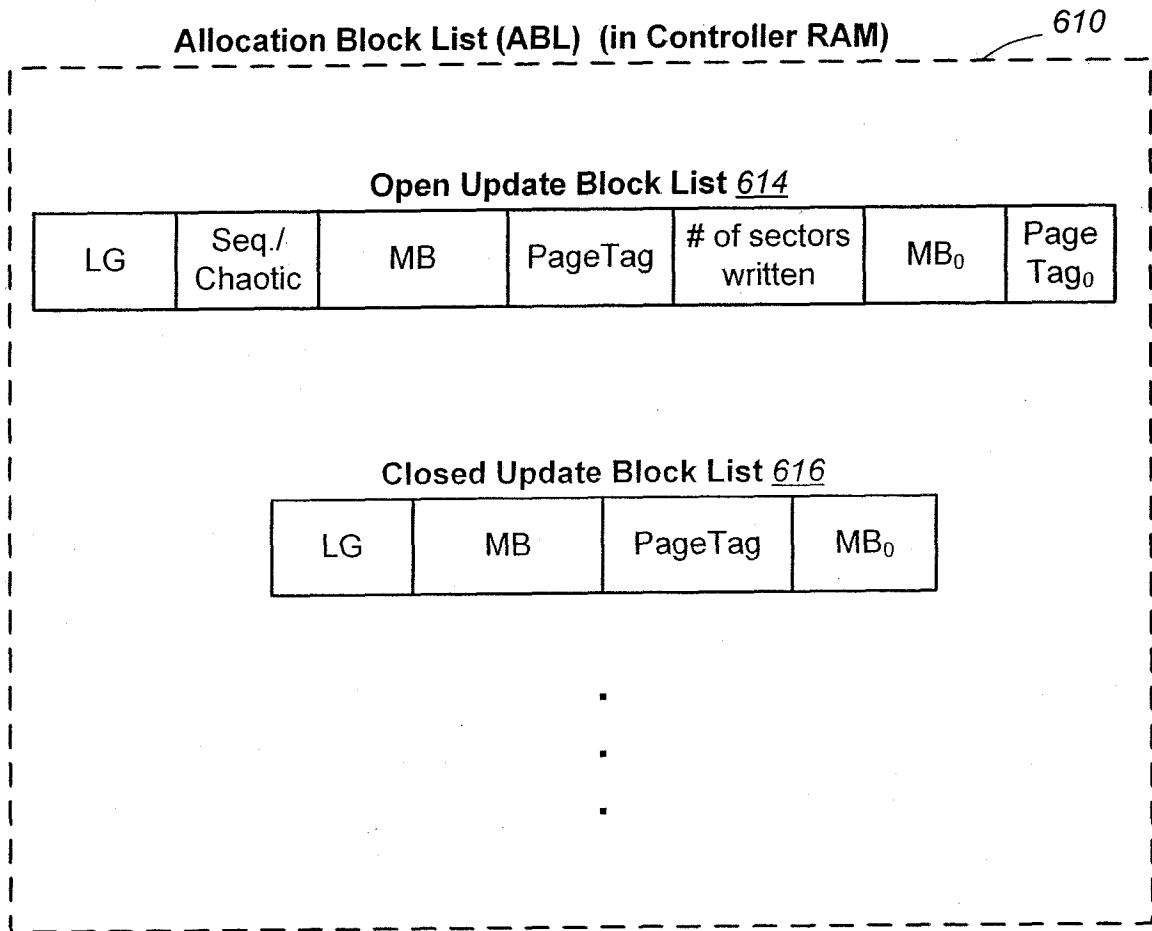 610
Allocation Block List (ABL) (in Controller RAM)
Open Update Block List 614
LG
Seq./
Chaotic
MB
PageTag
# of sectors
written
MB₀
Page
Tag₀
Closed Update Block List 616
LG
MB
PageTag
MB₀